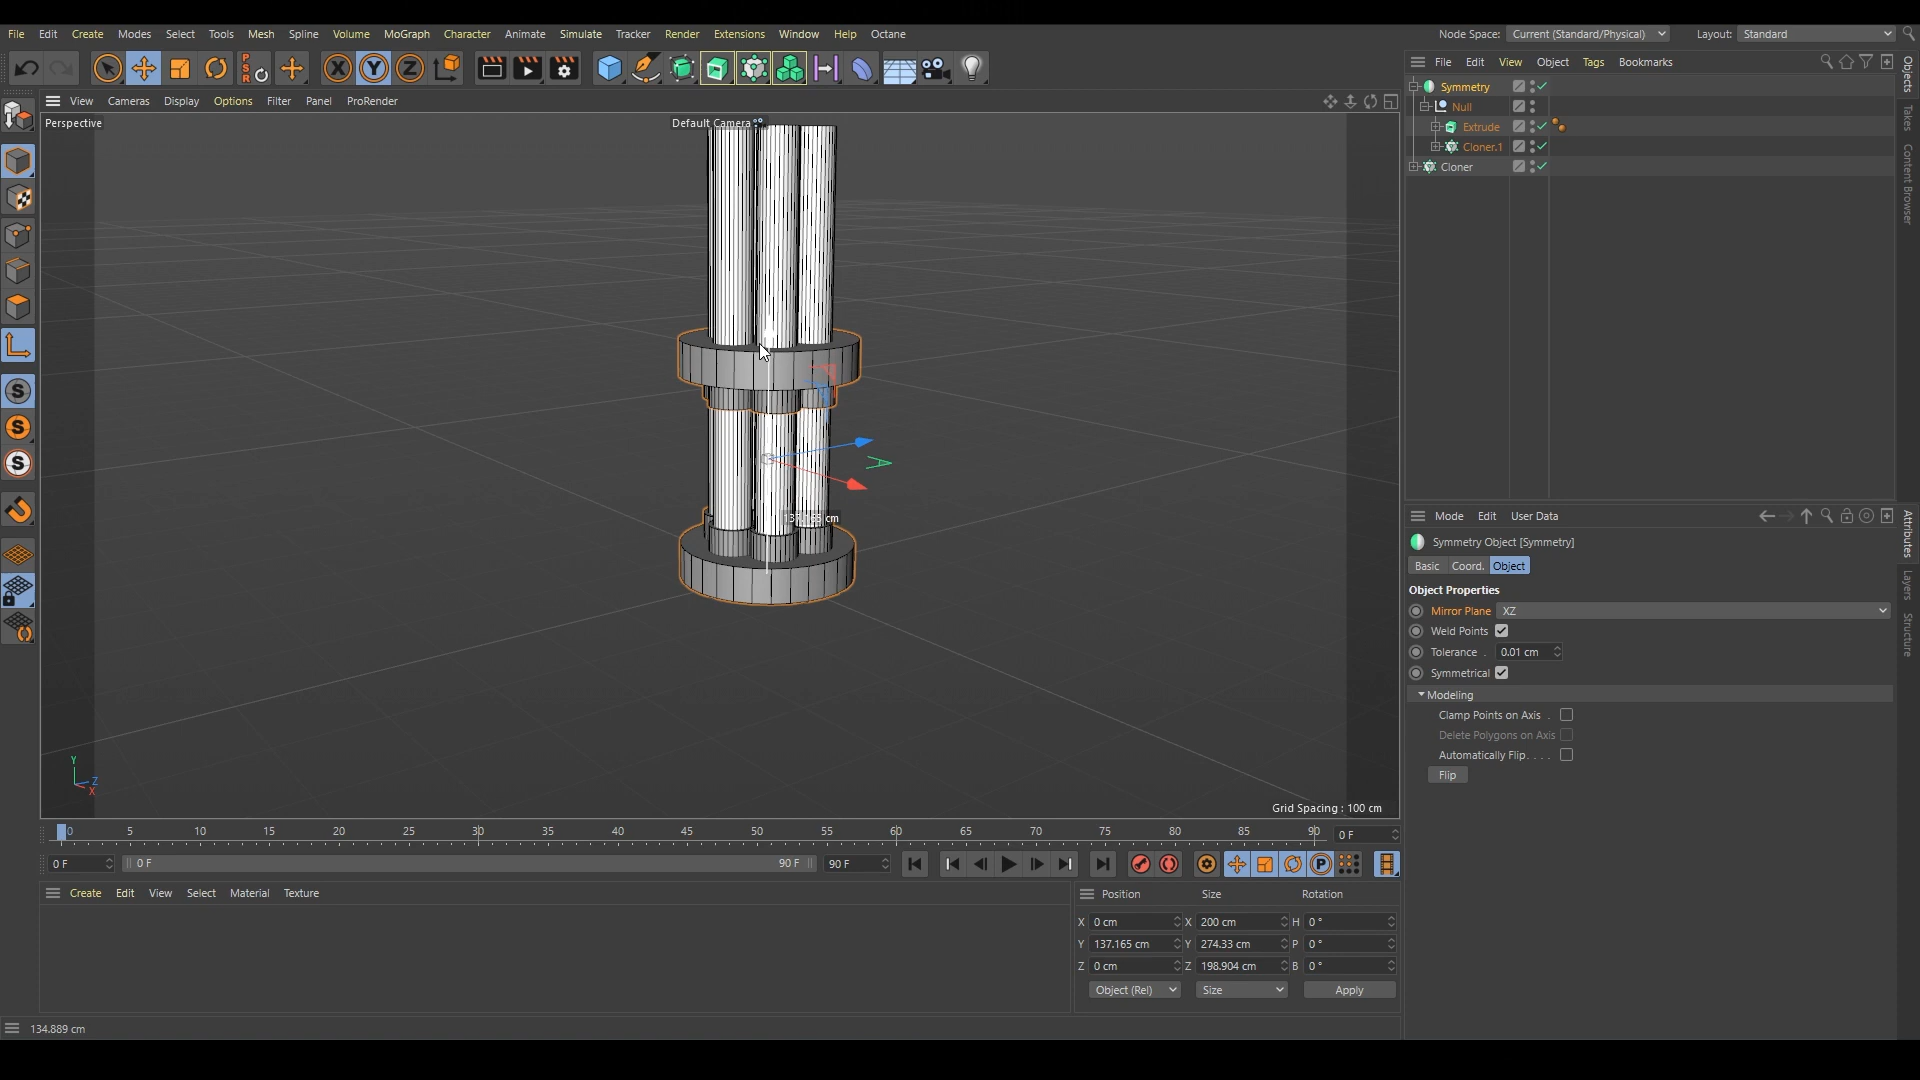 File Edit Create Modes Select Tools Mesh Spline Volume MoGraph Character Animate Simulate Tracker Render Extensions Window Help Octane Node Space: Current (Standard/Physical) Layout: Standard
P S R X Y Z
File Edit View Object Tags Bookmarks
View Cameras Display Options Filter Panel ProRender
Perspective
Default Camera
Symmetry
Null
Extrude
Cloner.1
Cloner
Objects
Takes
Content Browser
S
S
S
Mode Edit User Data
Symmetry Object [Symmetry]
Basic Coord. Object
Object Properties
Mirror Plane XZ
Weld Points
Tolerance . 0.01 cm
Symmetrical
Modeling
Clamp Points on Axis .
Delete Polygons on Axis
Automatically Flip. . . .
Flip
Attributes
Layers
Structure
Y
Z
X
Grid Spacing : 100 cm
0 5 10 15 20 25 30 35 40 45 50 55 60 65 70 75 80 85 90 0 F
0 F 0 F 90 F 90 F P
Create Edit View Select Material Texture
Position Size Rotation
X 0 cm X 200 cm H 0 °
Y 137.165 cm Y 274.33 cm P 0 °
Z 0 cm Z 198.904 cm B 0 °
Object (Rel) Size Apply
134.889 cm